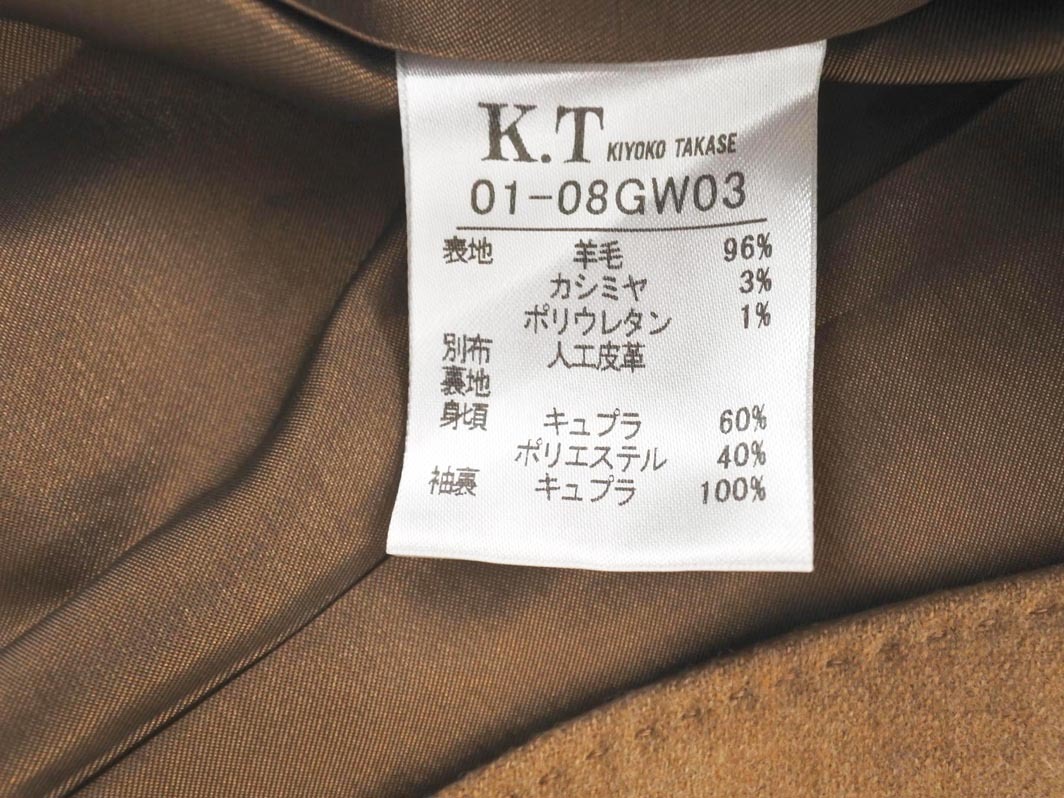 K.T KIYOKO TAKASE
01-08GW03
表地 羊毛 96%
カシミヤ 3%
ポリウレタン 1%
別布 人工皮革
裏地
身頃 キュプラ 60%
ポリエステル 40%
袖裏 キュプラ 100%